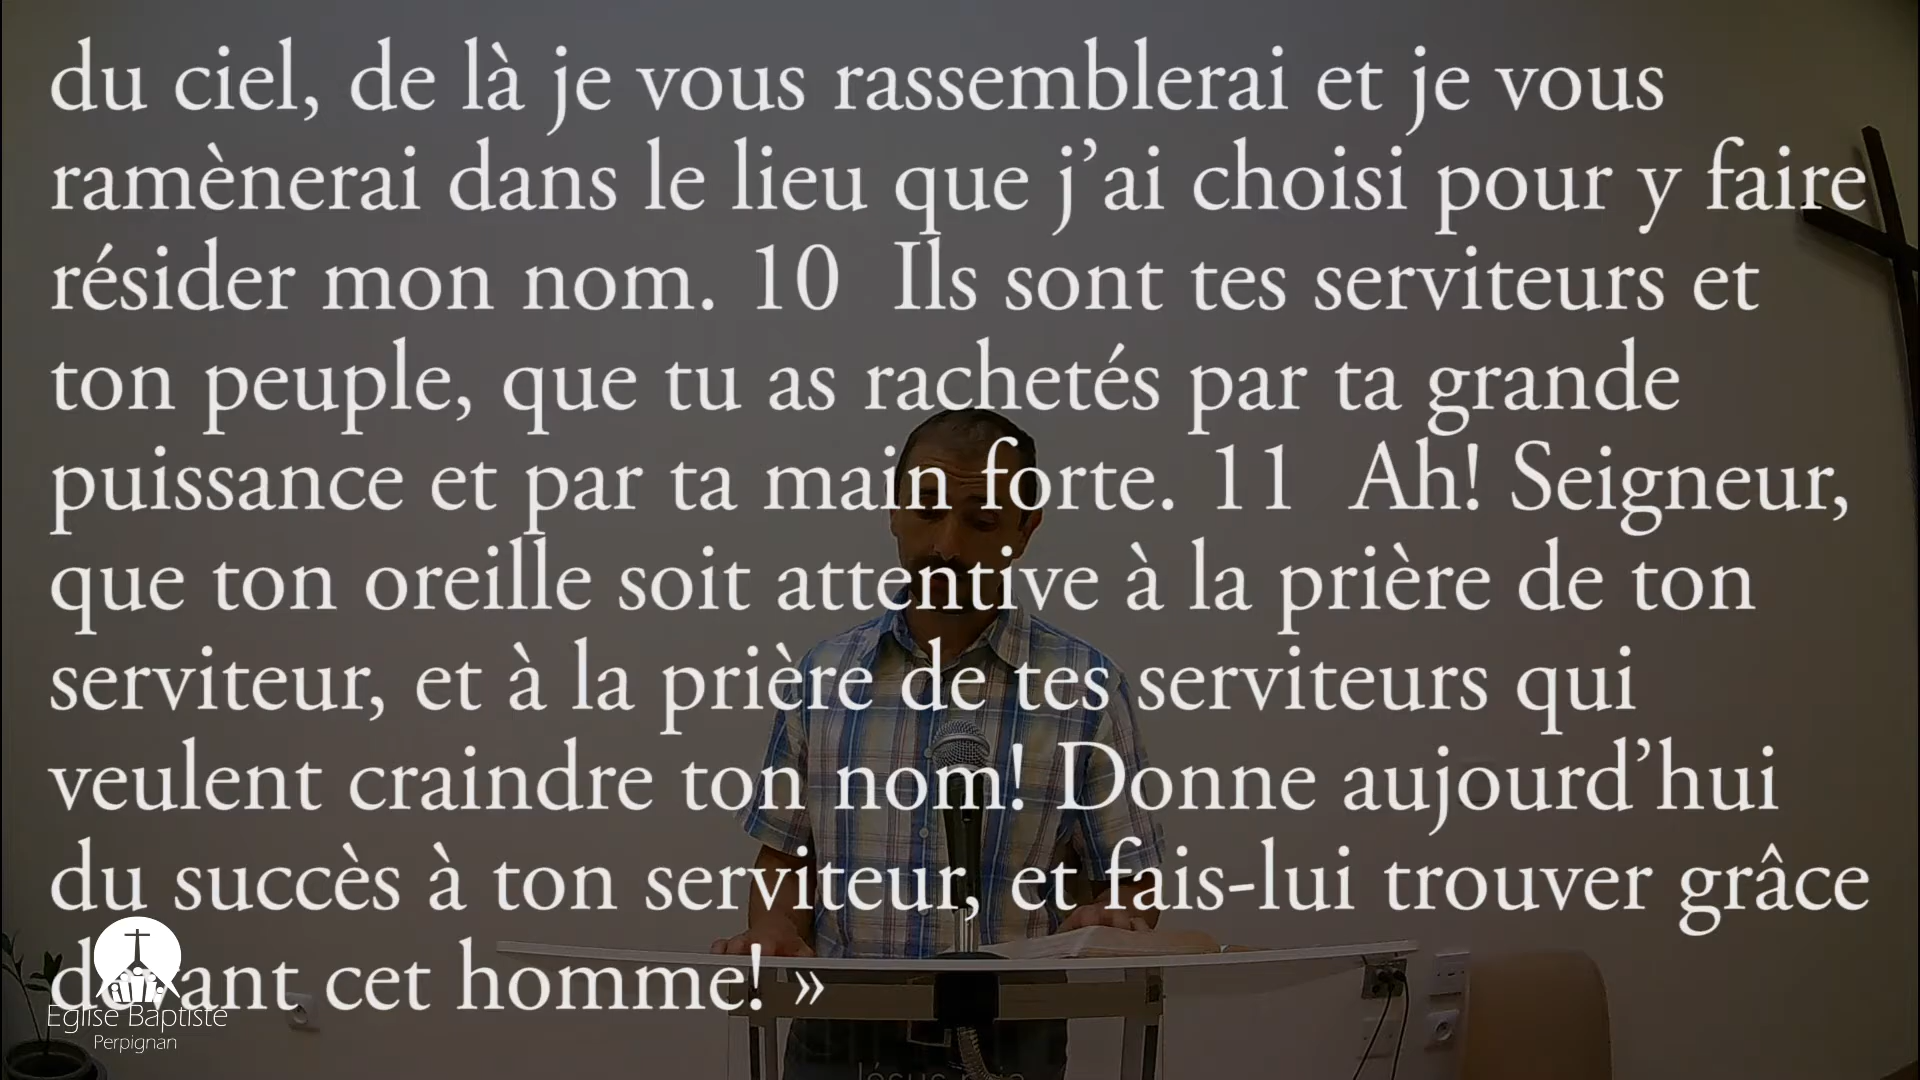 du ciel, de là je vous rassemblerai et je vous
ramènerai dans le lieu que j’ai choisi pour y faire
résider mon nom. 10  Ils sont tes serviteurs et
ton peuple, que tu as rachetés par ta grande
puissance et par ta main forte. 11  Ah! Seigneur,
que ton oreille soit attentive à la prière de ton
serviteur, et à la prière de tes serviteurs qui
veulent craindre ton nom! Donne aujourd’hui
du succès à ton serviteur, et fais-lui trouver grâce
devant cet homme! »
Eglise Baptiste
Perpignan